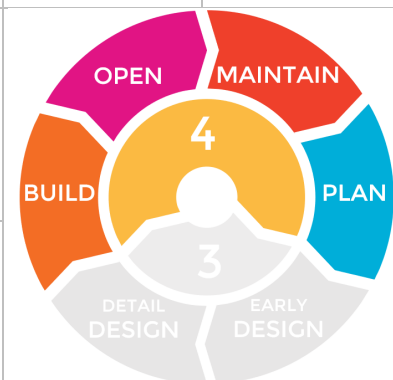 OPEN
MAINTAIN
4
BUILD
PLAN
3
DETAIL
DESIGN
EARLY
DESIGN